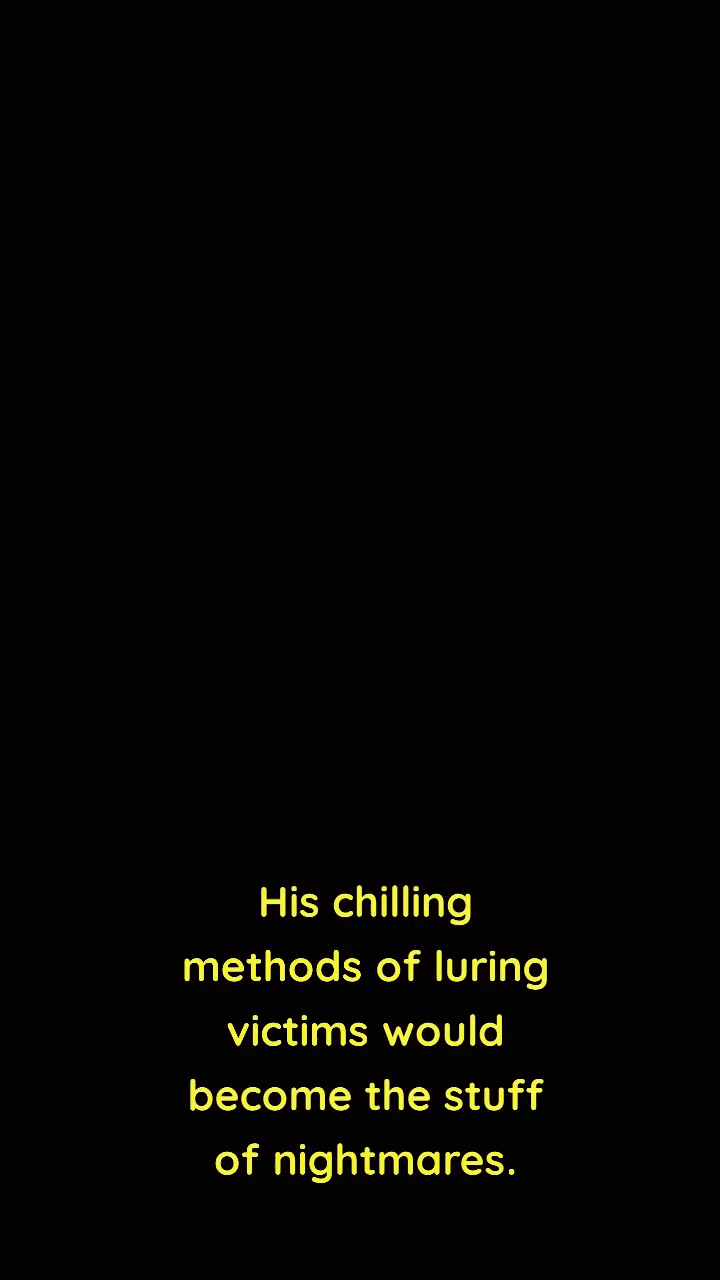 His chilling
methods of luring
victims would
become the stuff
of nightmares.